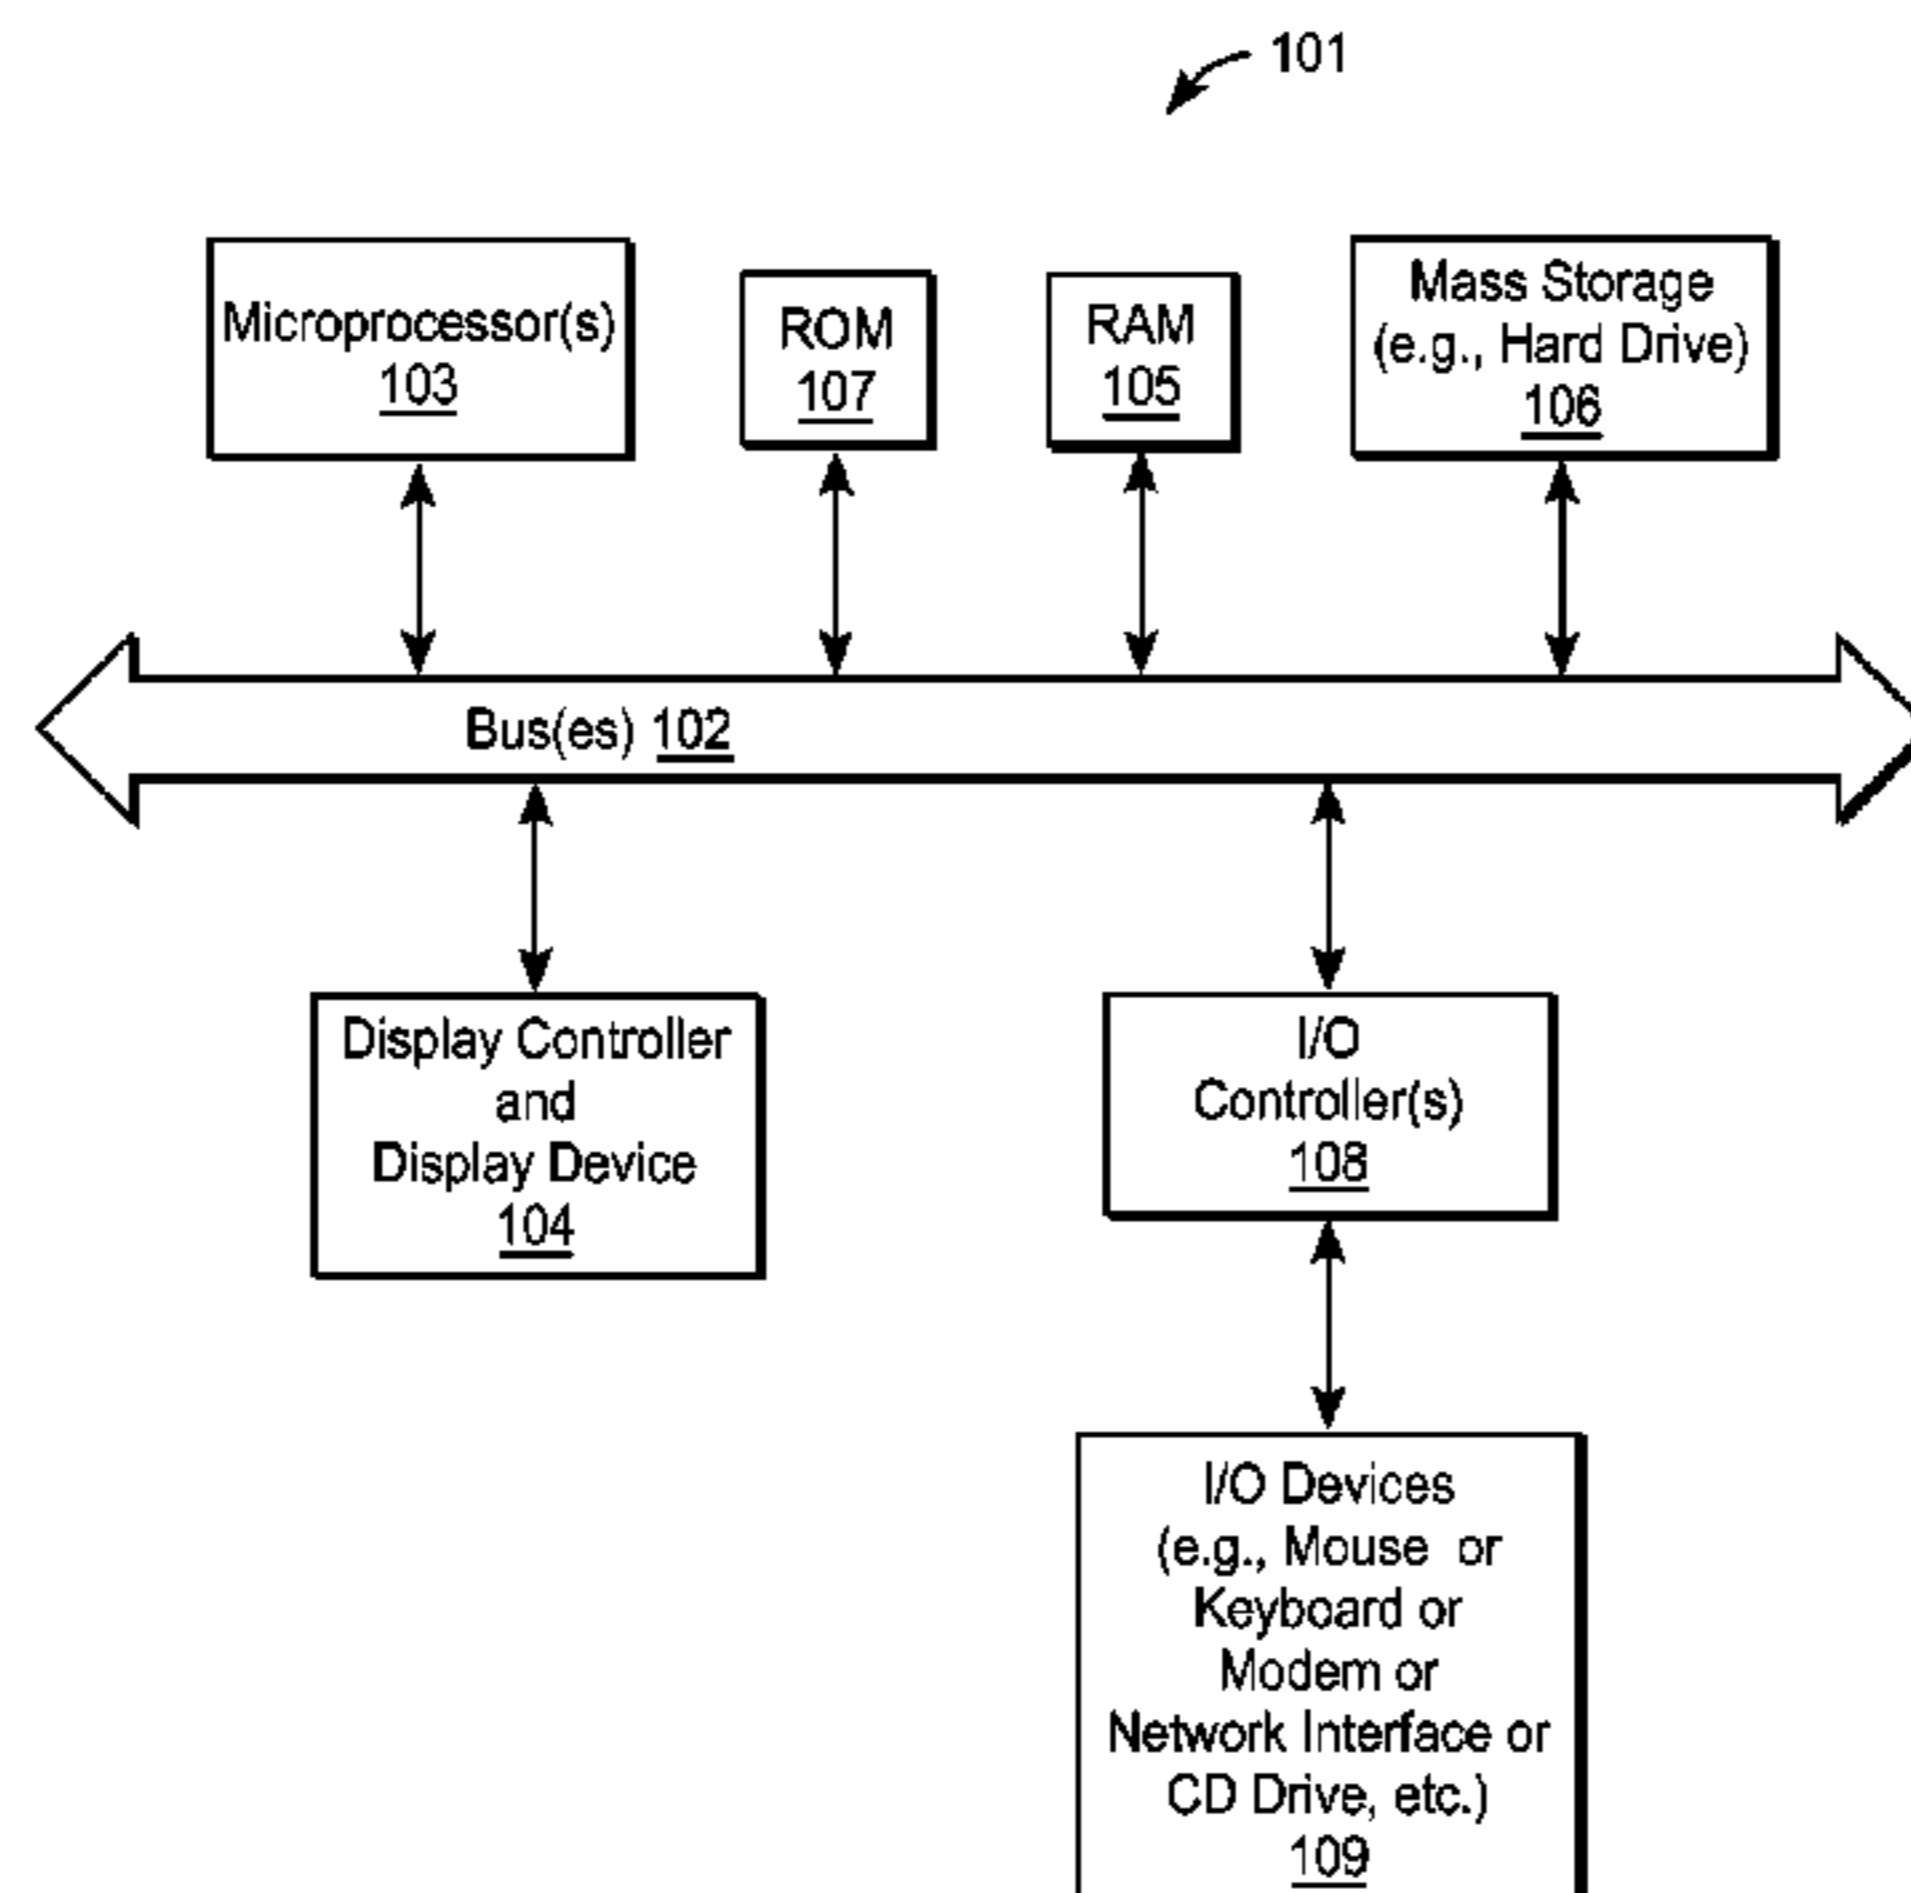 101
Microprocessor(s)
103
ROM
107
RAM
105
Mass Storage
(e.g., Hard Drive)
106
Bus(es) 102
Display Controller
and
Display Device
104
I/O
Controller(s)
108
I/O Devices
(e.g., Mouse or
Keyboard or
Modem or
Network Interface or
CD Drive, etc.)
109